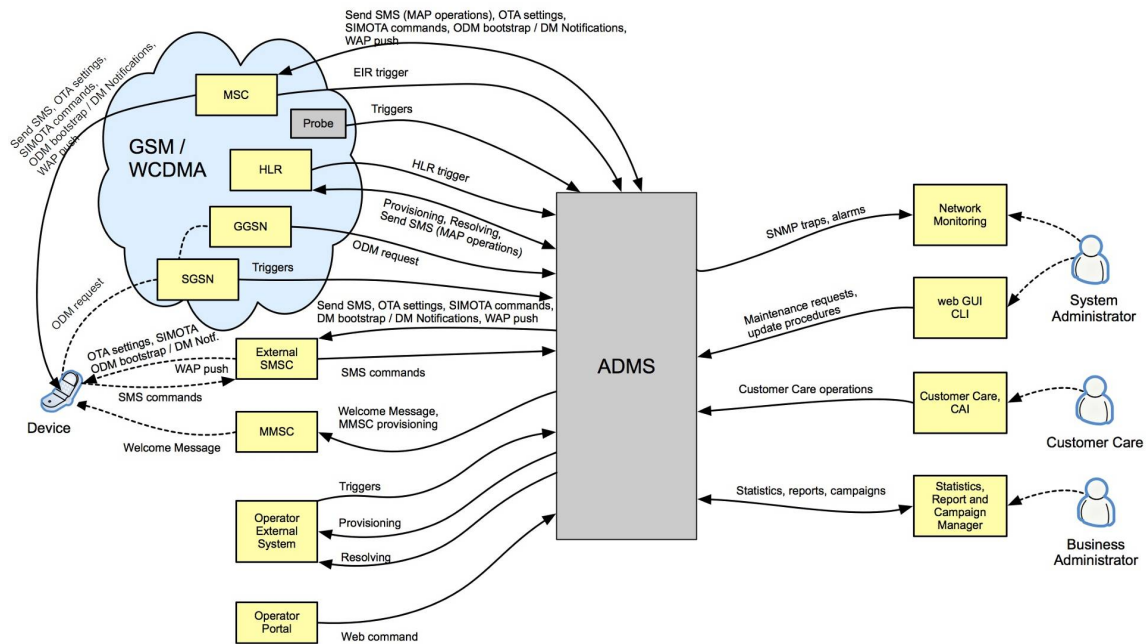 Send SMS (MAP operations), OTA settings,
SIMOTA commands, ODM bootstrap / DM Notifications,
WAP push
Send SMS, OTA settings,
SIMOTA commands,
ODM bootstrap / DM Notifications,
WAP push
MSC
EIR trigger
Probe
Triggers
GSM /
WCDMA
HLR
HLR trigger
Provisioning, Resolving,
Send SMS (MAP operations)
GGSN
ODM request
SGSN
Triggers
ODM request
Send SMS, OTA settings, SIMOTA commands,
DM bootstrap / DM Notifications, WAP push
OTA settings, SIMOTA
ODM bootstrap / DM Notf.
WAP push
External
SMSC
SMS commands
SMS commands
Device
MMSC
Welcome Message,
MMSC provisioning
Welcome Message
Triggers
Operator
External
System
Provisioning
Resolving
Operator
Portal
Web command
ADMS
SNMP traps, alarms
Network
Monitoring
Maintenance requests,
update procedures
web GUI
CLI
System
Administrator
Customer Care operations
Customer Care,
CAI
Customer Care
Statistics, reports, campaigns
Statistics,
Report and
Campaign
Manager
Business
Administrator